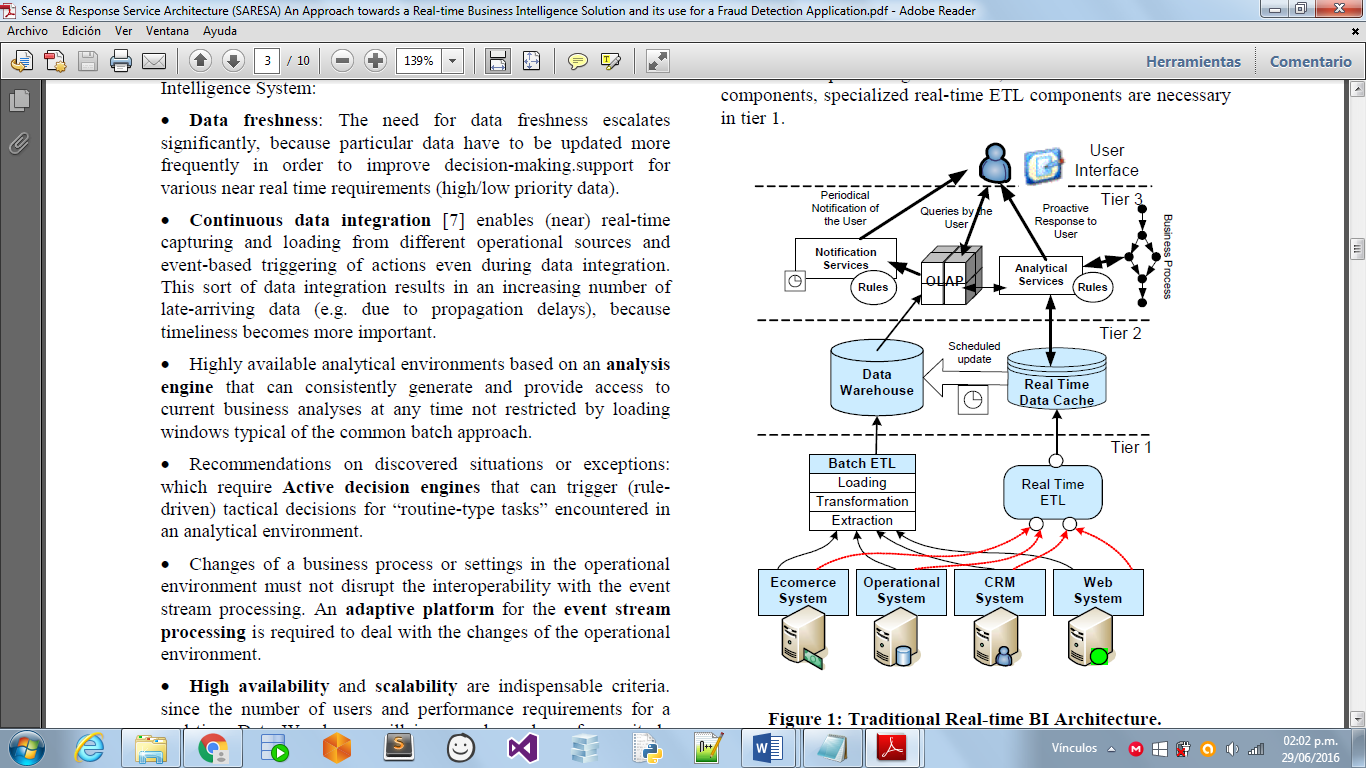 Sense & Response Service Architecture (SARESA) An Approach towards a Real-time Business Intelligence Solution and its use for a Fraud Detection Application.pdf - Adobe Reader
Archivo Edición Ver Ventana Ayuda
3 / 10 139% Herramientas Comentario
Intelligence System:
• Data freshness: The need for data freshness escalates
significantly, because particular data have to be updated more
frequently in order to improve decision-making.support for
various near real time requirements (high/low priority data).
• Continuous data integration [7] enables (near) real-time
capturing and loading from different operational sources and
event-based triggering of actions even during data integration.
This sort of data integration results in an increasing number of
late-arriving data (e.g. due to propagation delays), because
timeliness becomes more important.
• Highly available analytical environments based on an analysis
engine that can consistently generate and provide access to
current business analyses at any time not restricted by loading
windows typical of the common batch approach.
• Recommendations on discovered situations or exceptions:
which require Active decision engines that can trigger (rule-
driven) tactical decisions for “routine-type tasks” encountered in
an analytical environment.
• Changes of a business process or settings in the operational
environment must not disrupt the interoperability with the event
stream processing. An adaptive platform for the event stream
processing is required to deal with the changes of the operational
environment.
• High availability and scalability are indispensable criteria.
since the number of users and performance requirements for a
components, specialized real-time ETL components are necessary
in tier 1.
User
Interface
Tier 3
Periodical
Notification of
the User
Queries by the
User
Proactive
Response to
User
Business Process
Notification
Services
Rules
OLAP
Analytical
Services
Rules
Tier 2
Data
Warehouse
Scheduled
update
Real Time
Data Cache
Tier 1
Batch ETL
Loading
Transformation
Extraction
Real Time
ETL
Ecomerce
System
Operational
System
CRM
System
Web
System
Figure 1: Traditional Real-time BI Architecture.
Vínculos
02:02 p.m.
29/06/2016